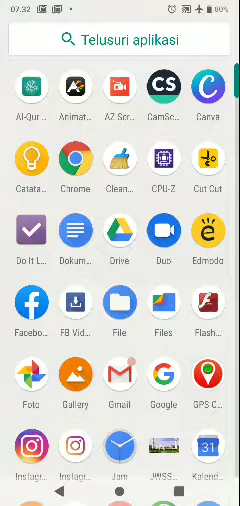 07.32
80%
Telusuri aplikasi
Al-Qur...
Animat...
AZ Scr...
CamSc...
Canva
Catata...
Chrome
Clean...
CPU-Z
Cut Cut
Do It L...
Dokum...
Drive
Duo
Edmodo
Facebo...
FB Vid...
File
Files
Flash...
Foto
Gallery
Gmail
Google
GPS C...
Instagr...
Instagr...
Jam
JWSS...
Kalend...